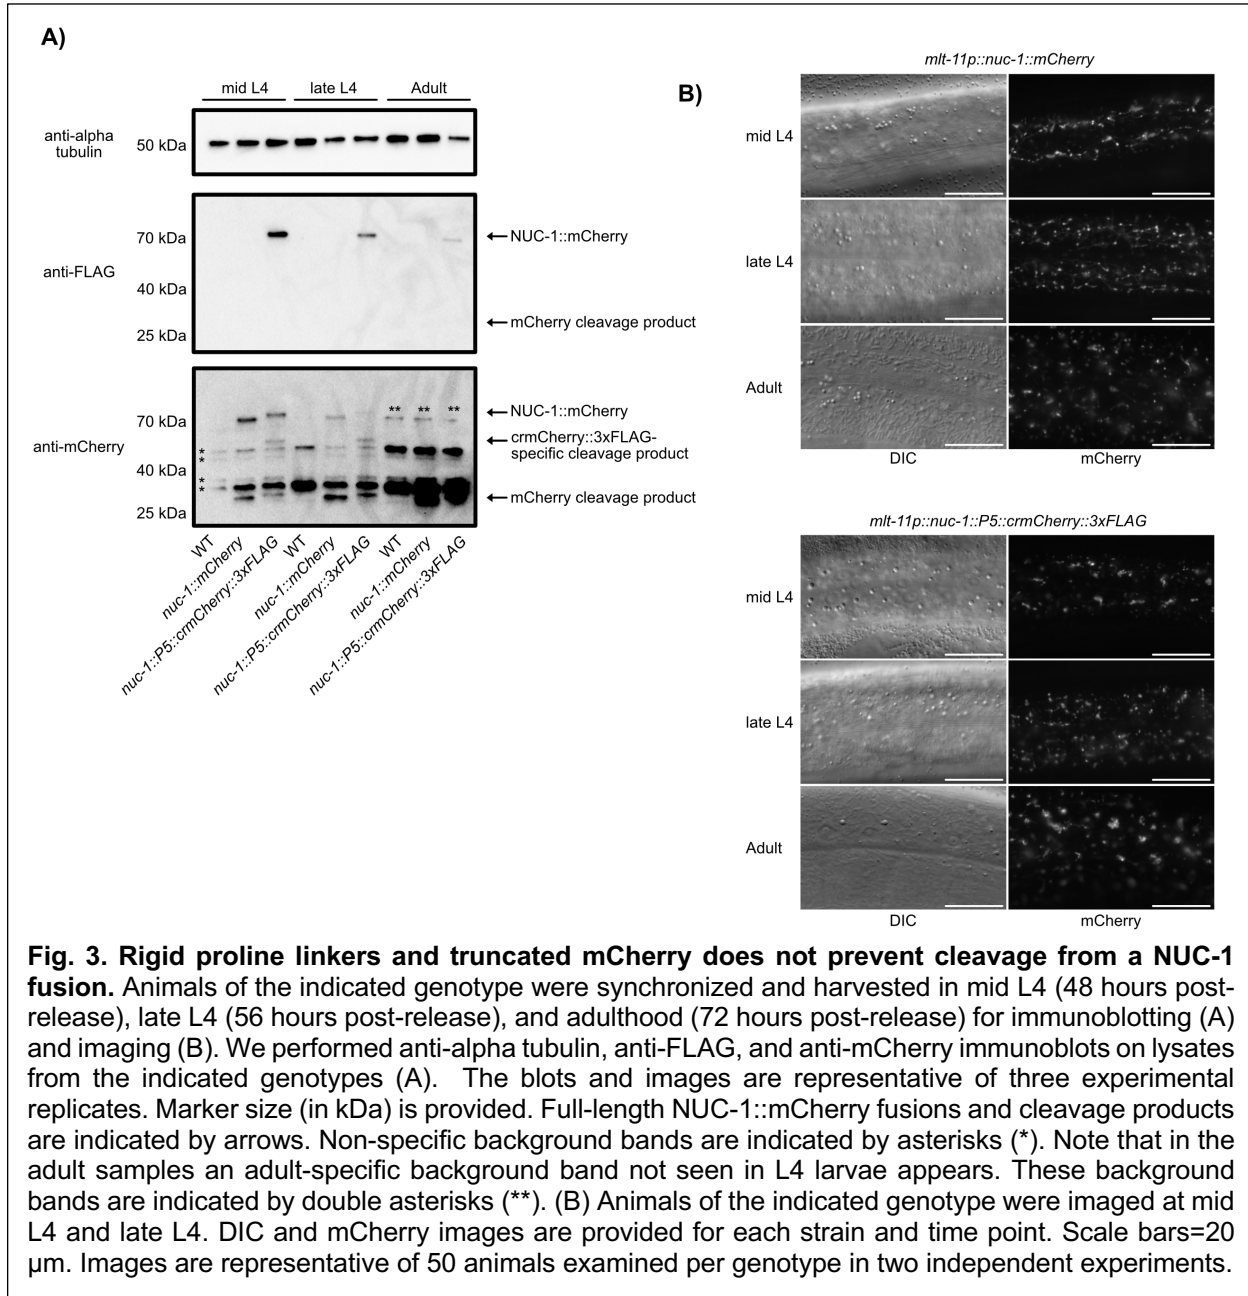 A)
mid L4 late L4 Adult
anti-alpha
tubulin
50 kDa
70 kDa
NUC-1::mCherry
anti-FLAG
40 kDa
mCherry cleavage product
25 kDa
** ** **
NUC-1::mCherry
70 kDa
crmCherry::3xFLAG-
specific cleavage product
anti-mCherry
*
*
40 kDa
*
*
mCherry cleavage product
25 kDa
WT
nuc-1::mCherry
nuc-1::P5::crmCherry::3xFLAG
WT
nuc-1::mCherry
nuc-1::P5::crmCherry::3xFLAG
WT
nuc-1::mCherry
nuc-1::P5::crmCherry::3xFLAG
B)
mlt-11p::nuc-1::mCherry
mid L4
late L4
Adult
DIC mCherry
mlt-11p::nuc-1::P5::crmCherry::3xFLAG
mid L4
late L4
Adult
DIC mCherry
Fig. 3. Rigid proline linkers and truncated mCherry does not prevent cleavage from a NUC-1
fusion. Animals of the indicated genotype were synchronized and harvested in mid L4 (48 hours post-
release), late L4 (56 hours post-release), and adulthood (72 hours post-release) for immunoblotting (A)
and imaging (B). We performed anti-alpha tubulin, anti-FLAG, and anti-mCherry immunoblots on lysates
from the indicated genotypes (A). The blots and images are representative of three experimental
replicates. Marker size (in kDa) is provided. Full-length NUC-1::mCherry fusions and cleavage products
are indicated by arrows. Non-specific background bands are indicated by asterisks (*). Note that in the
adult samples an adult-specific background band not seen in L4 larvae appears. These background
bands are indicated by double asterisks (**). (B) Animals of the indicated genotype were imaged at mid
L4 and late L4. DIC and mCherry images are provided for each strain and time point. Scale bars=20
µm. Images are representative of 50 animals examined per genotype in two independent experiments.